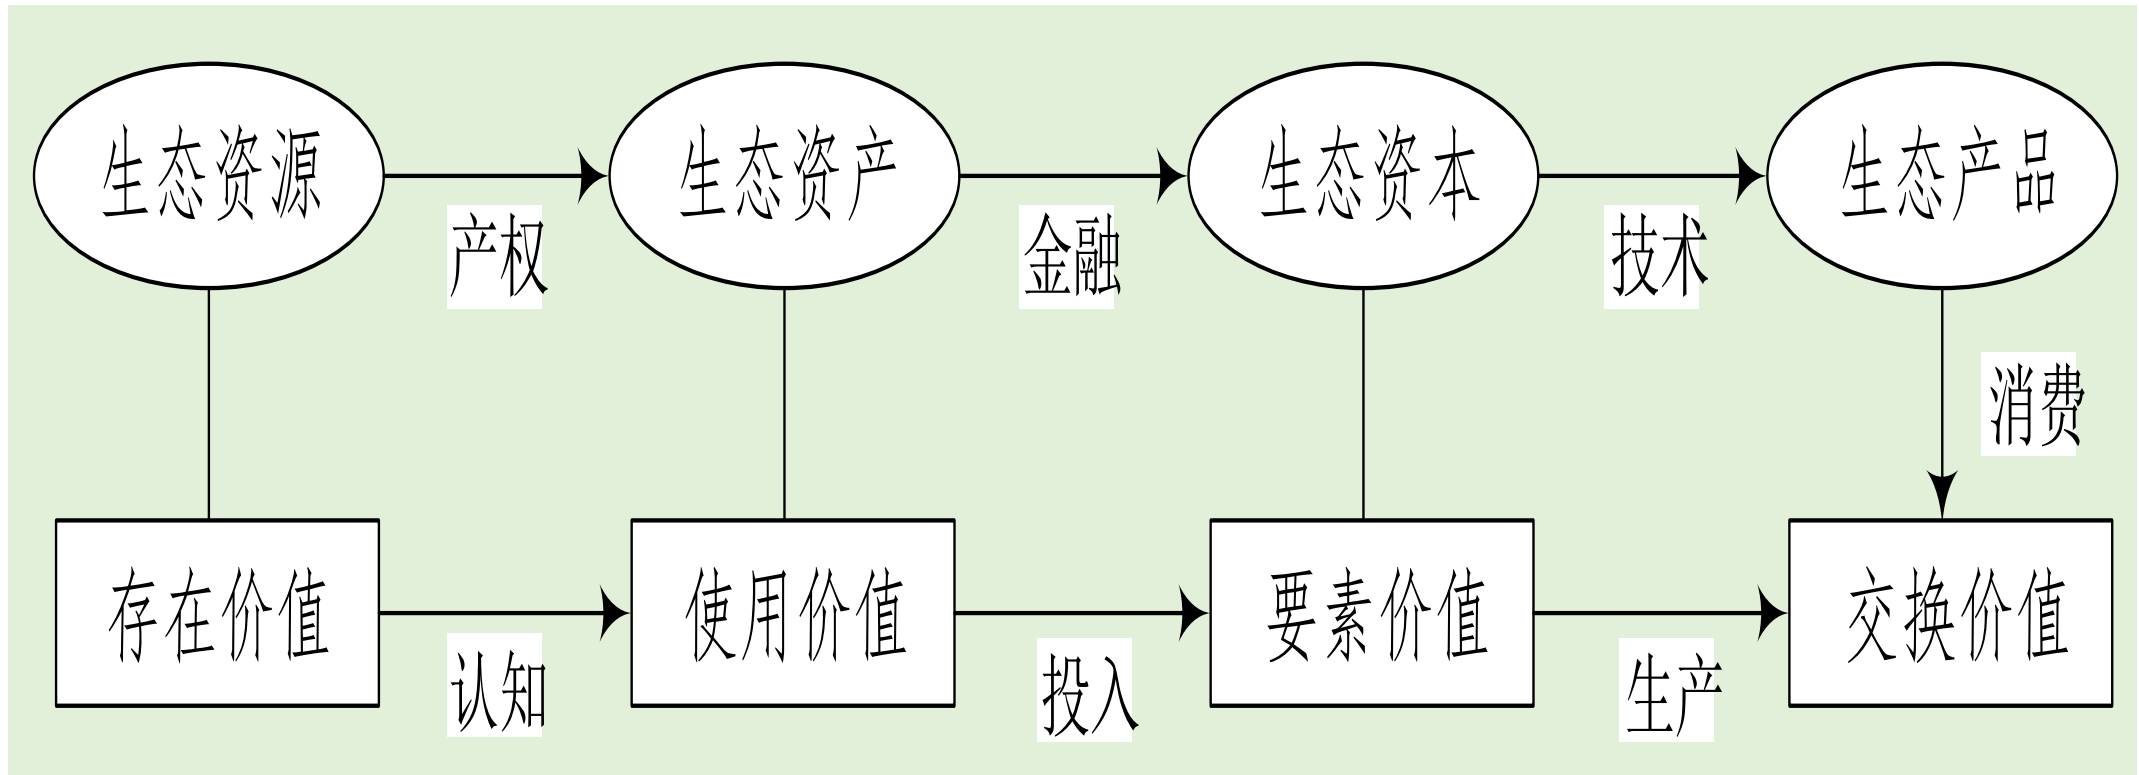 生态资源
生态资产
生态资本
生态产品
产权
金融
技术
消费
存在价值
使用价值
要素价值
交换价值
认知
投入
生产